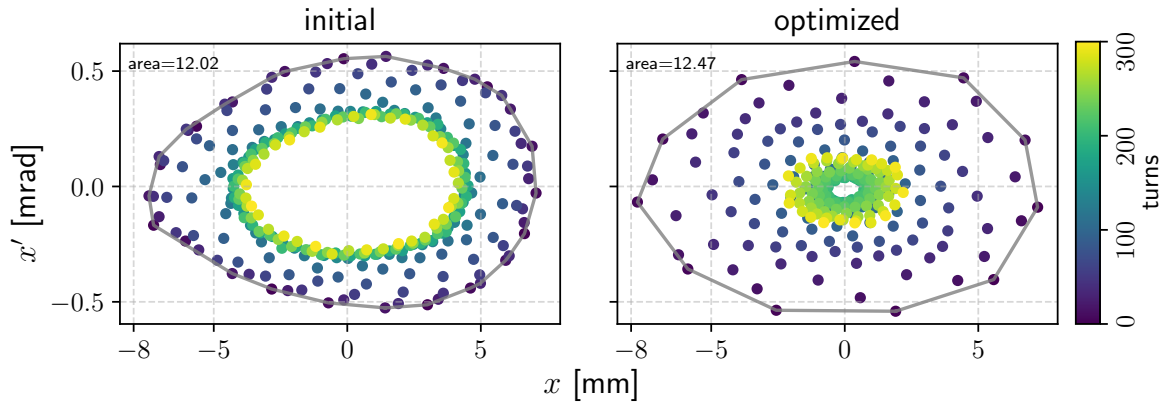 initial
optimized
area=12.02
area=12.47
0.5
0.0
−0.5
x′ [mrad]
−8
−5
0
5
−8
−5
0
5
x [mm]
300
200
100
0
turns